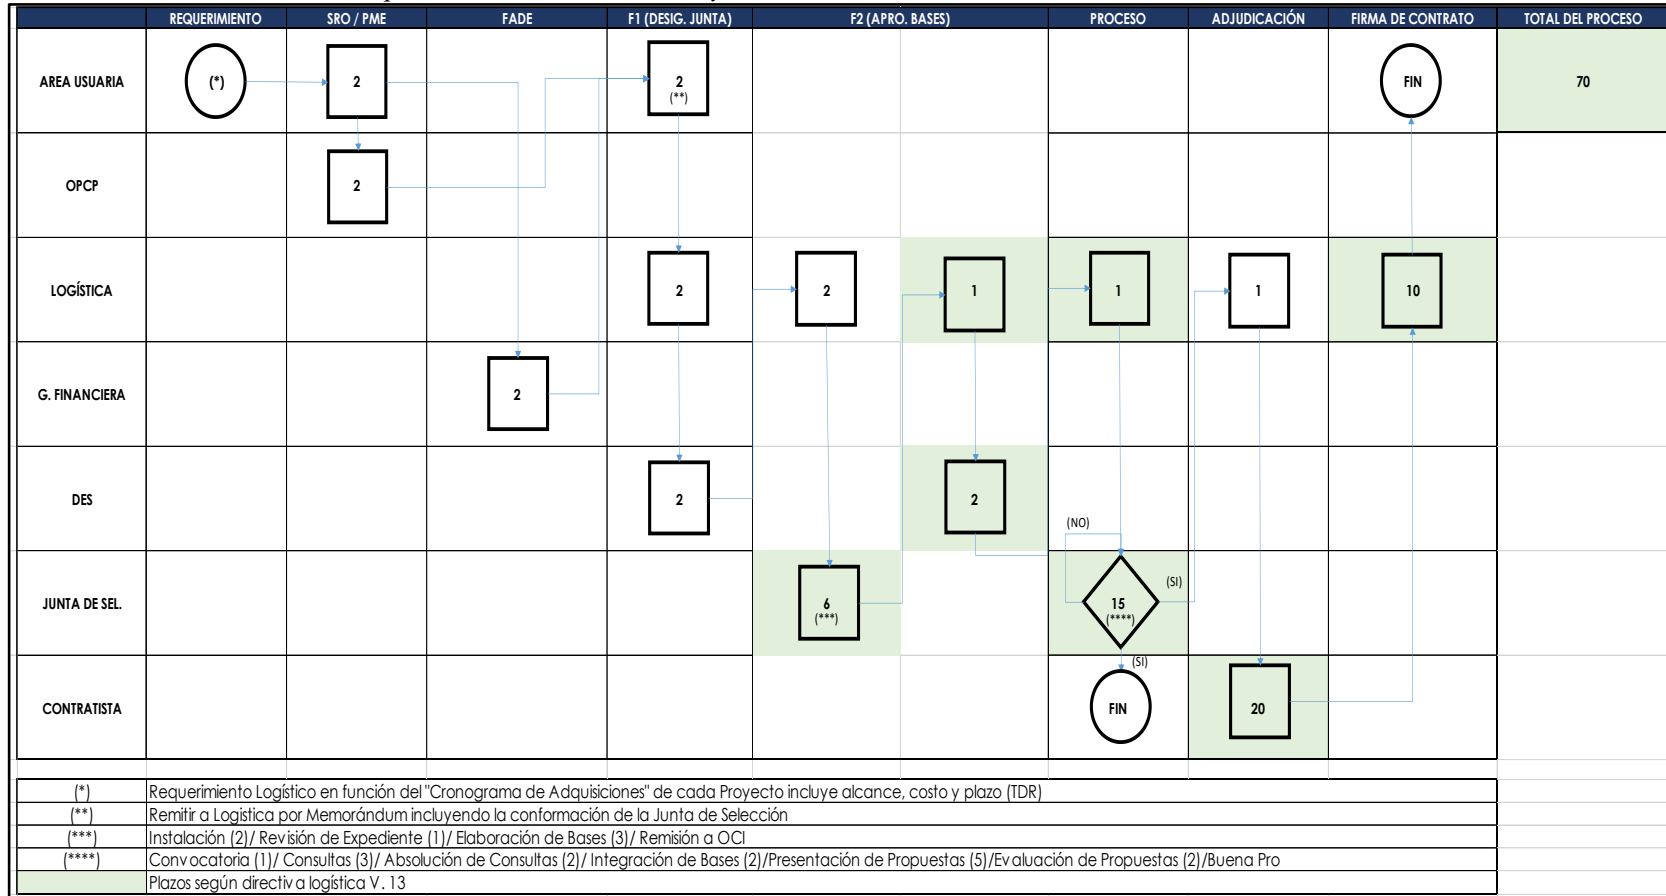 REQUERIMIENTO SRO / PME FADE F1 (DESIG. JUNTA) F2 (APRO. BASES) PROCESO ADJUDICACIÓN FIRMA DE CONTRATO TOTAL DEL PROCESO
AREA USUARIA (*) 2 2 FIN 70
(**)
OPCP 2
LOGÍSTICA 2 2 1 1 1 10
G. FINANCIERA 2
DES 2 2
(NO)
(SI)
JUNTA DE SEL. 6 15
(***) (****)
(SI)
CONTRATISTA FIN 20
(*) Requerimiento Logístico en función del "Cronograma de Adquisiciones" de cada Proyecto incluye alcance, costo y plazo (TDR)
(**) Remitir a Logistica por Memorándum incluyendo la conformación de la Junta de Selección
(***) Instalación (2)/ Revisión de Expediente (1)/ Elaboración de Bases (3)/ Remisión a OCI
(****) Convocatoria (1)/ Consultas (3)/ Absolución de Consultas (2)/ Integración de Bases (2)/Presentación de Propuestas (5)/Evaluación de Propuestas (2)/Buena Pro
Plazos según directiva logística V. 13